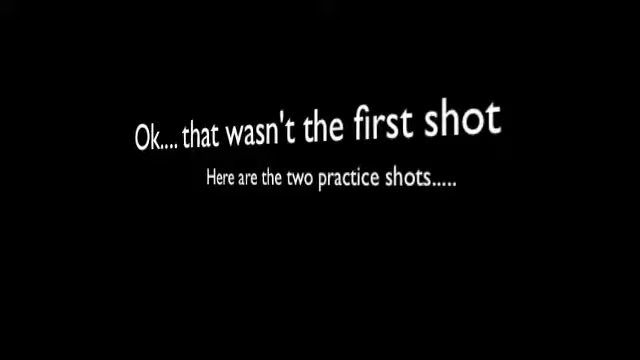 Ok.... that wasn't the first shot
Here are the two practice shots.....